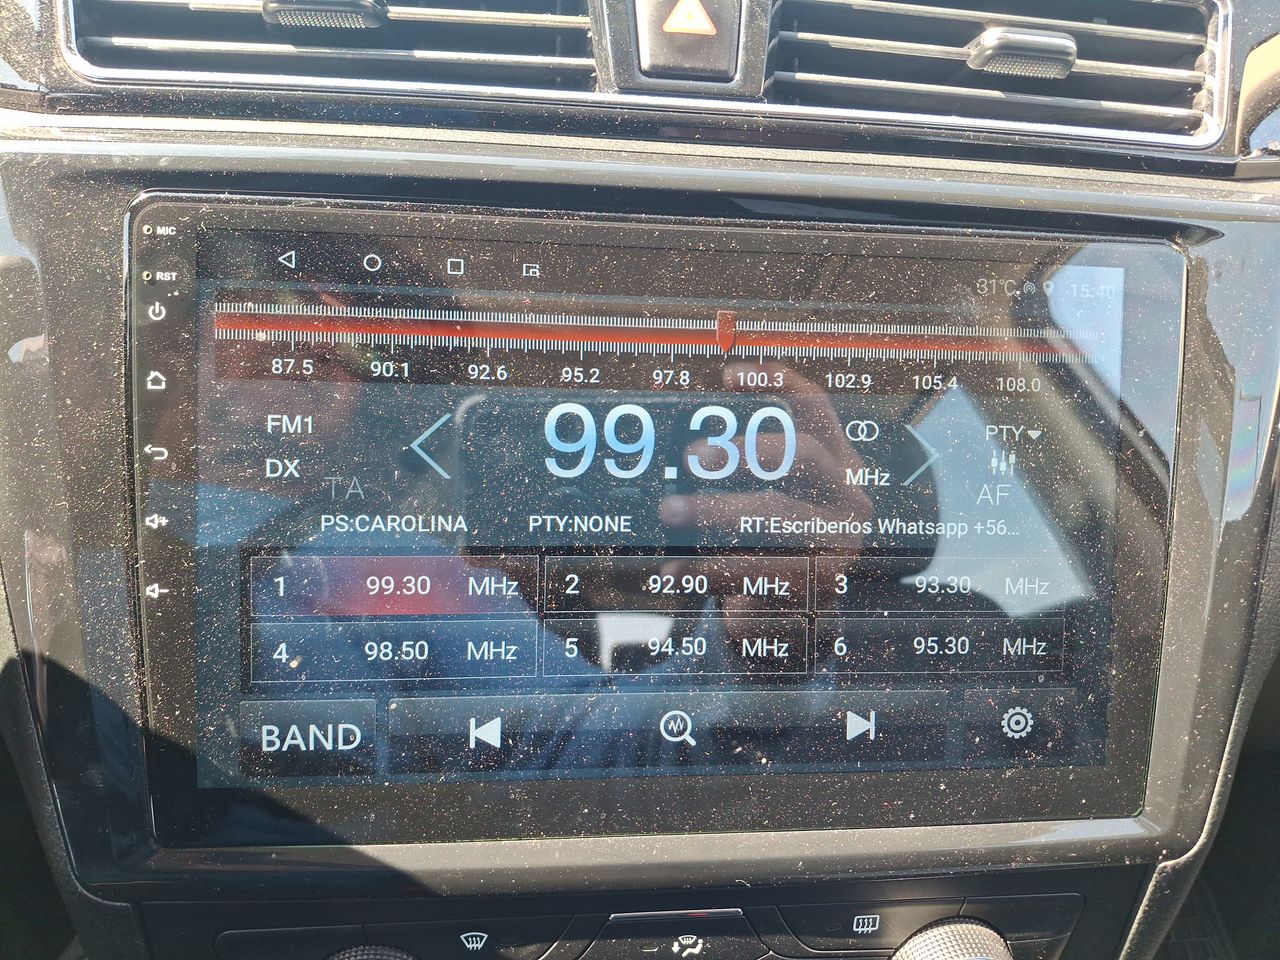 MIC
RST
31°C
15:40
87.5 90.1 92.6 95.2 97.8 100.3 102.9 105.4 108.0
FM1
99.30
MHz
PTY
DX
TA
AF
PS:CAROLINA PTY:NONE RT:Escribenos Whatsapp +56...
1 99.30 MHz 2 92.90 MHz 3 93.30 MHz
4 98.50 MHz 5 94.50 MHz 6 95.30 MHz
BAND